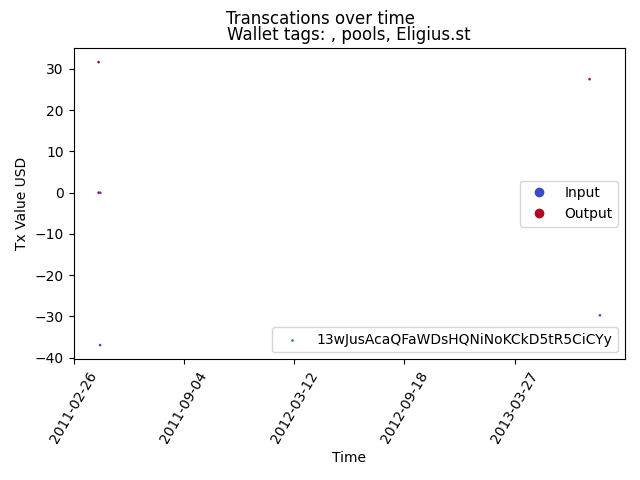 Transcations over time
Wallet tags: , pools, Eligius.st
Tx Value USD
30
20
10
0
−10
−20
−30
−40
Input
Output
13wJusAcaQFaWDsHQNiNoKCkD5tR5CiCYy
2011-02-26
2011-09-04
2012-03-12
2012-09-18
2013-03-27
Time